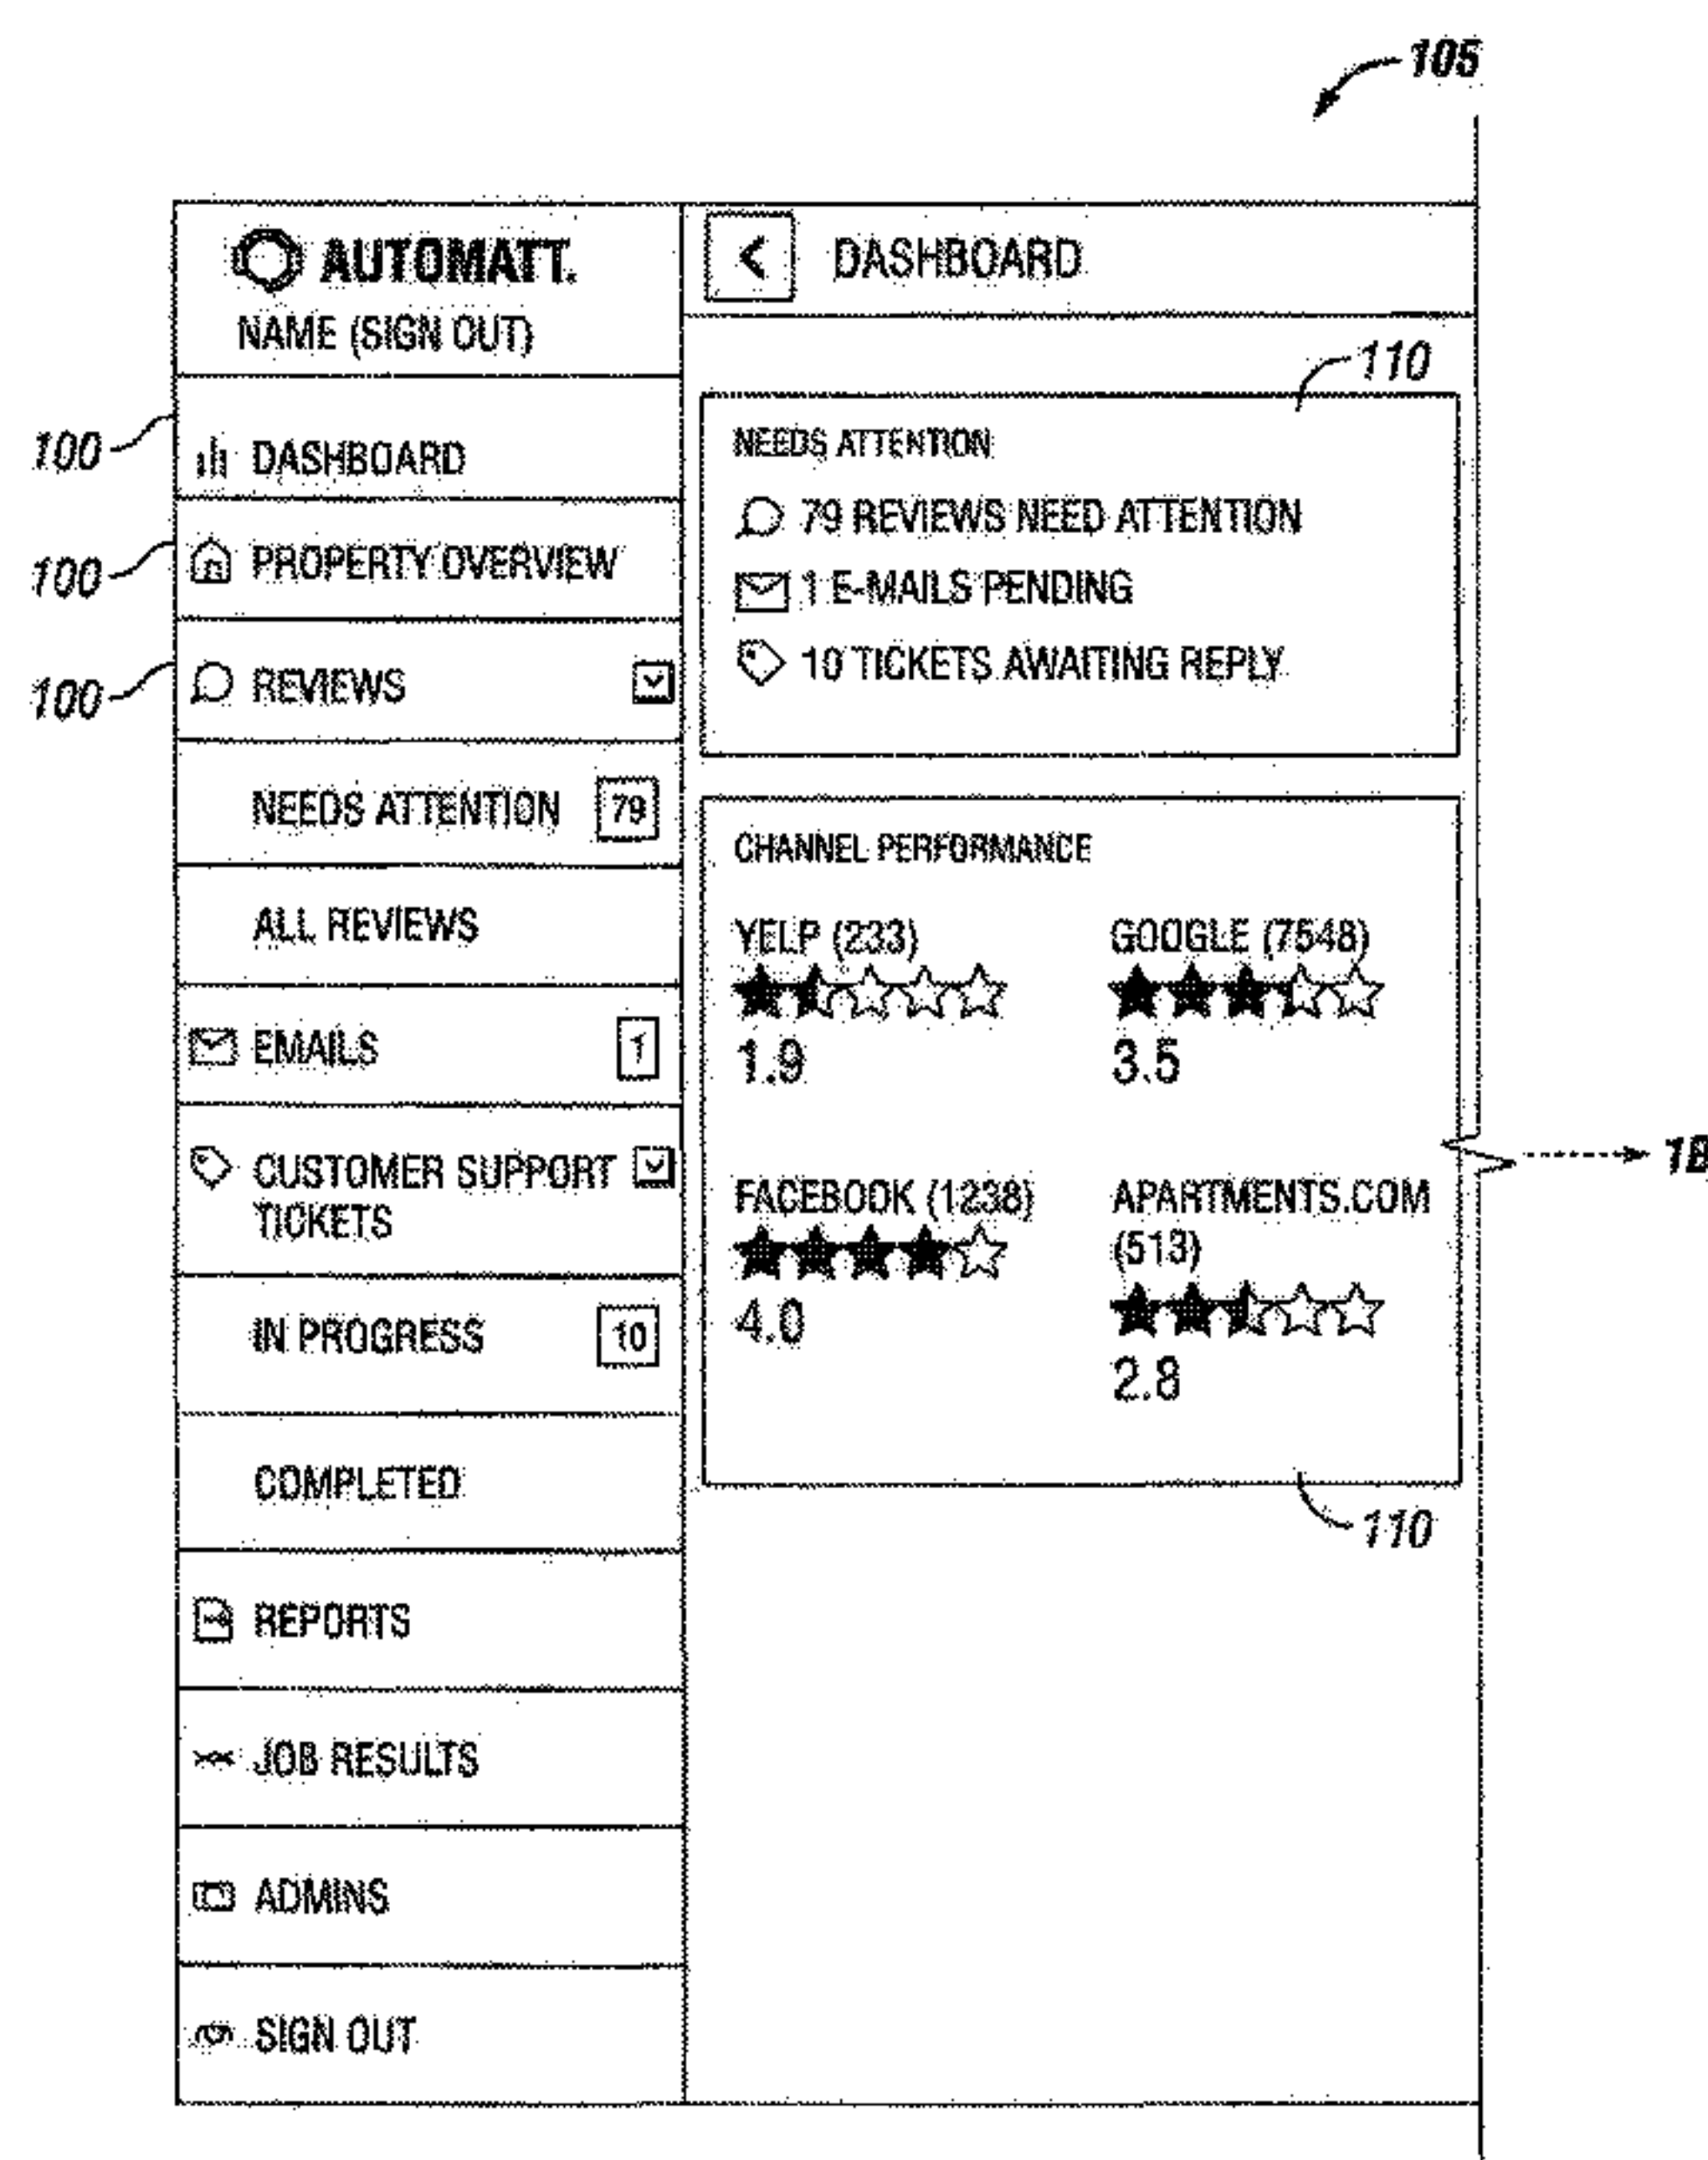 105
AUTOMATT.
NAME (SIGN OUT)
100
DASHBOARD
100
PROPERTY OVERVIEW
100
REVIEWS
NEEDS ATTENTION 79
ALL REVIEWS
EMAILS 1
CUSTOMER SUPPORT
TICKETS
IN PROGRESS 10
COMPLETED
REPORTS
JOB RESULTS
ADMINS
SIGN OUT
DASHBOARD
110
NEEDS ATTENTION
79 REVIEWS NEED ATTENTION
1 E-MAILS PENDING
10 TICKETS AWAITING REPLY
CHANNEL PERFORMANCE
YELP (233)
1.9
GOOGLE (7548)
3.5
FACEBOOK (1238)
4.0
APARTMENTS.COM
(513)
2.8
110
1B